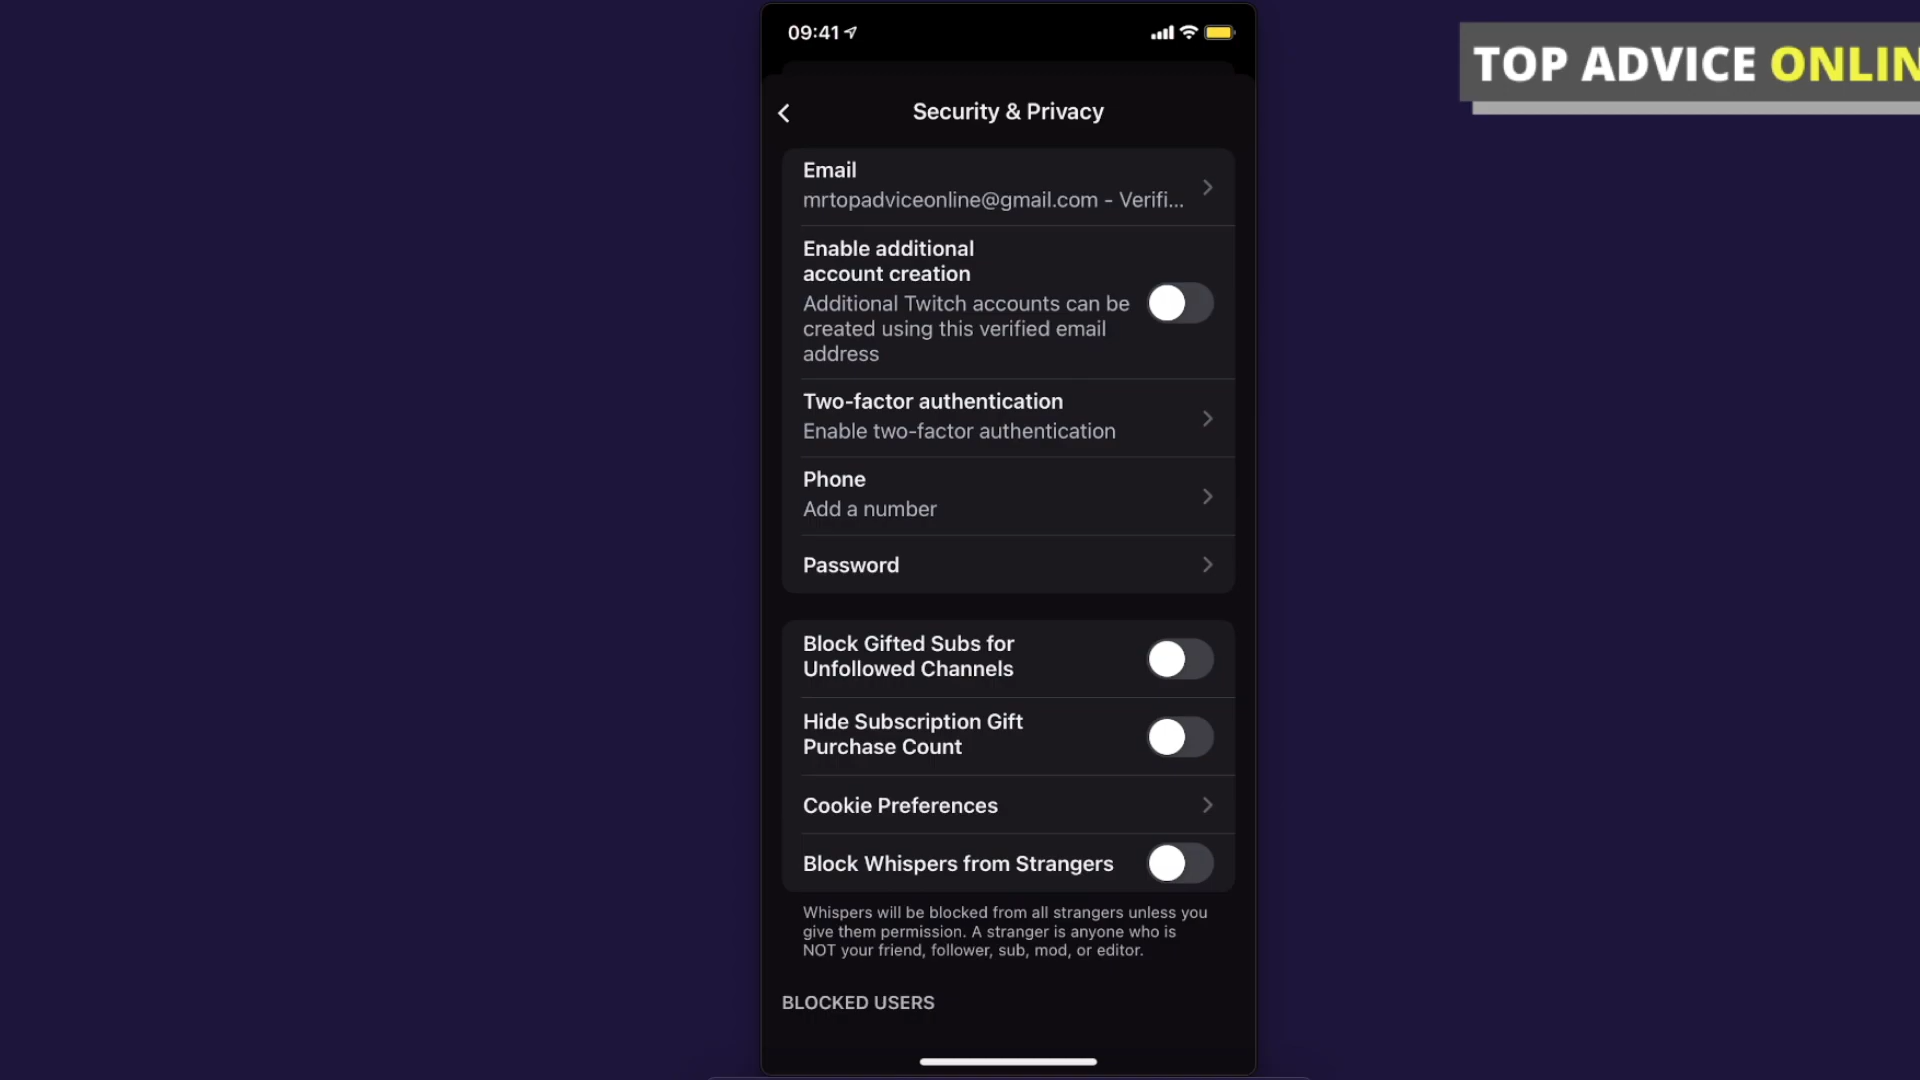 09:41
TOP ADVICE ONLIN
Security & Privacy
Email
mrtopadviceonline@gmail.com - Verifi...
Enable additional
account creation
Additional Twitch accounts can be
created using this verified email
address
Two-factor authentication
Enable two-factor authentication
Phone
Add a number
Password
Block Gifted Subs for
Unfollowed Channels
Hide Subscription Gift
Purchase Count
Cookie Preferences
Block Whispers from Strangers
Whispers will be blocked from all strangers unless you
give them permission. A stranger is anyone who is
NOT your friend, follower, sub, mod, or editor.
BLOCKED USERS